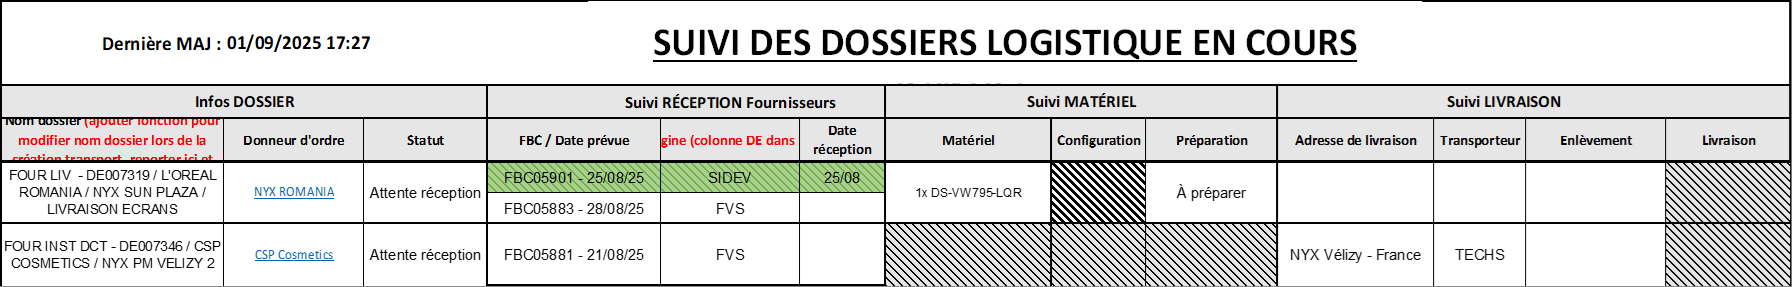 Dernière MAJ : 01/09/2025 17:27
SUIVI DES DOSSIERS LOGISTIQUE EN COURS
Infos DOSSIER
Suivi RÉCEPTION Fournisseurs
Suivi MATÉRIEL
Suivi LIVRAISON
Nom dossier (ajouter fonction pour
modifier nom dossier lors de la
création transport, reporter ici et
Donneur d'ordre
Statut
FBC / Date prévue
gine (colonne DE dans
Date
réception
Matériel
Configuration
Préparation
Adresse de livraison
Transporteur
Enlèvement
Livraison
FOUR LIV - DE007319 / L'OREAL
ROMANIA / NYX SUN PLAZA /
LIVRAISON ECRANS
NYX ROMANIA
Attente réception
FBC05901 - 25/08/25
SIDEV
25/08
FBC05883 - 28/08/25
FVS
1x DS-VW795-LQR
À préparer
FOUR INST DCT - DE007346 / CSP
COSMETICS / NYX PM VELIZY 2
CSP Cosmetics
Attente réception
FBC05881 - 21/08/25
FVS
NYX Vélizy - France
TECHS